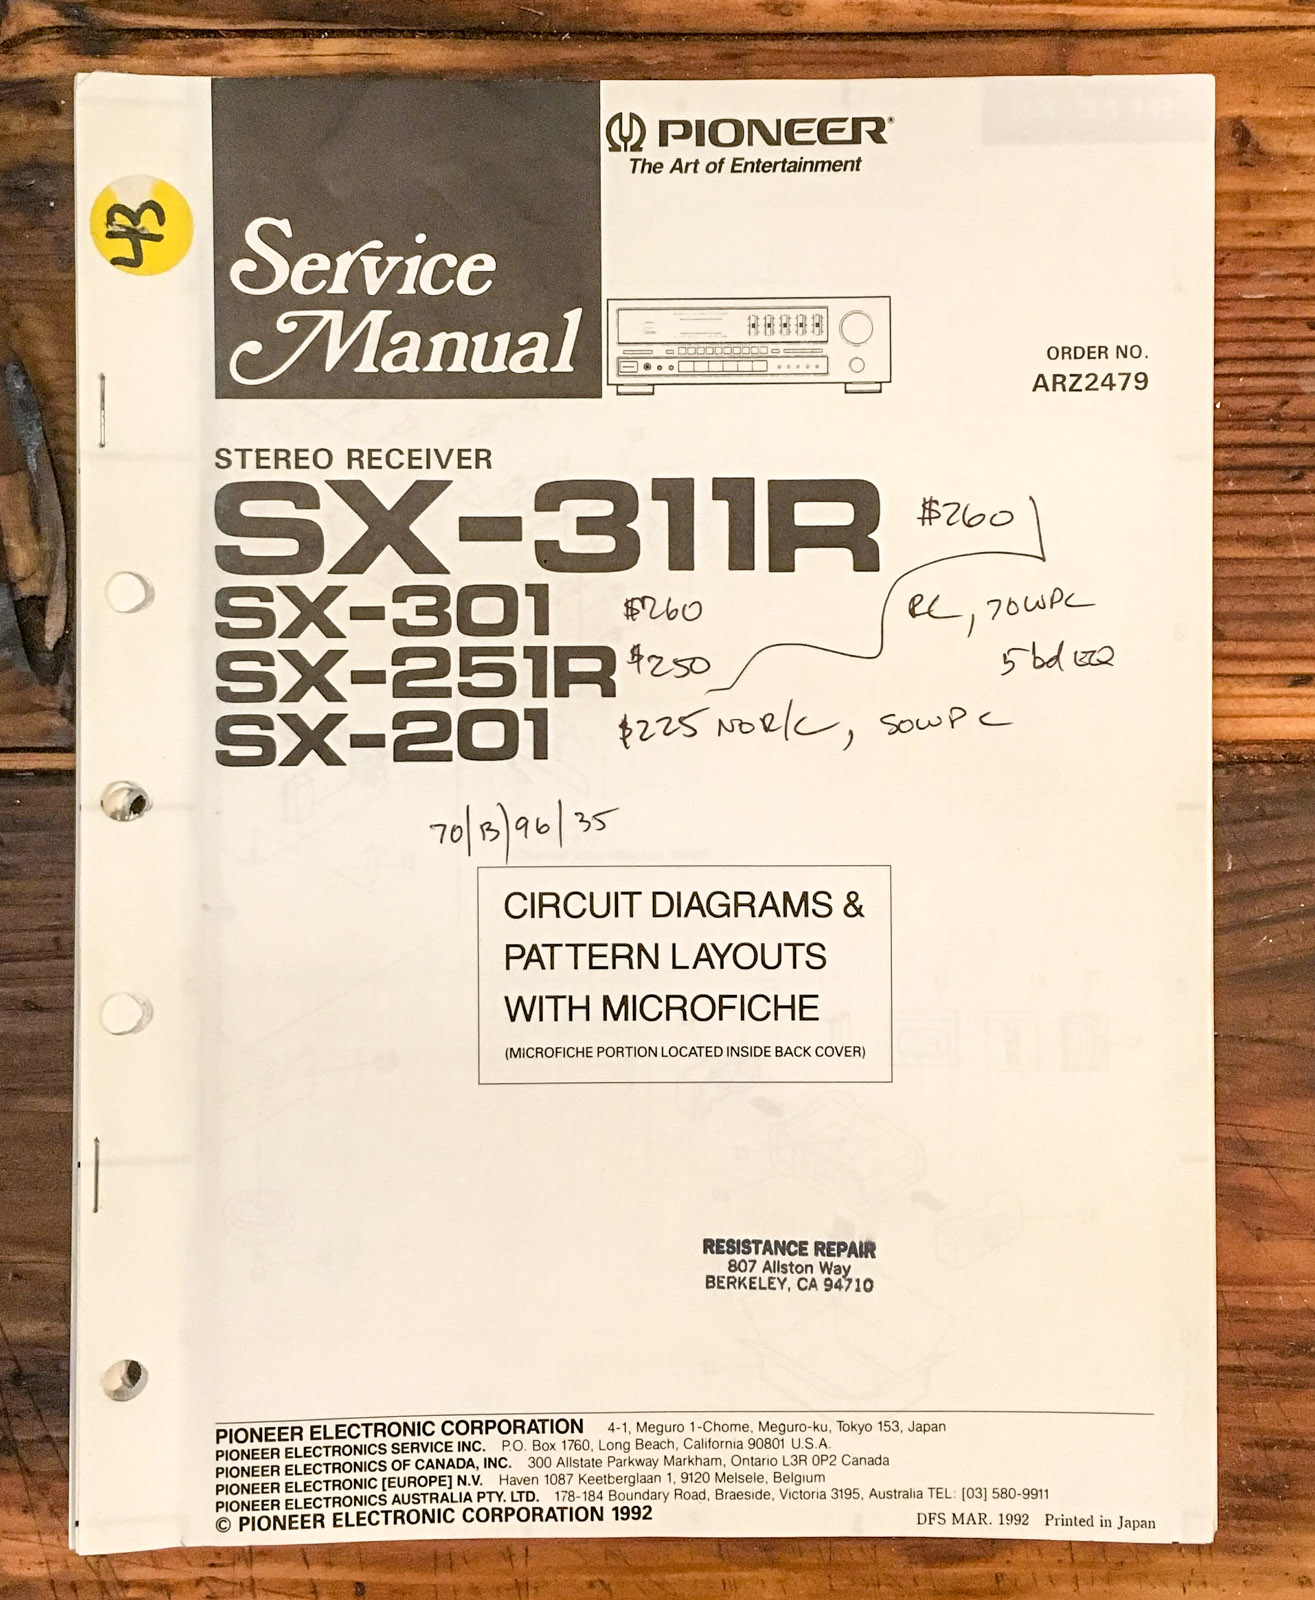 43
PIONEER®
The Art of Entertainment
Service
Manual
ORDER NO.
ARZ2479
STEREO RECEIVER
SX-311R $260
SX-301 $260 RC, 70WPC
SX-251R $250 5 bd EQ
SX-201 $225 NO R/C, 50WPC
70/B/96/35
CIRCUIT DIAGRAMS &
PATTERN LAYOUTS
WITH MICROFICHE
(MICROFICHE PORTION LOCATED INSIDE BACK COVER)
RESISTANCE REPAIR
807 Allston Way
BERKELEY, CA 94710
PIONEER ELECTRONIC CORPORATION 4-1, Meguro 1-Chome, Meguro-ku, Tokyo 153, Japan
PIONEER ELECTRONICS SERVICE INC. P.O. Box 1760, Long Beach, California 90801 U.S.A.
PIONEER ELECTRONICS OF CANADA, INC. 300 Allstate Parkway Markham, Ontario L3R 0P2 Canada
PIONEER ELECTRONIC [EUROPE] N.V. Haven 1087 Keetberglaan 1, 9120 Melsele, Belgium
PIONEER ELECTRONICS AUSTRALIA PTY. LTD. 178-184 Boundary Road, Braeside, Victoria 3195, Australia TEL: [03] 580-9911
© PIONEER ELECTRONIC CORPORATION 1992 DFS MAR. 1992 Printed in Japan